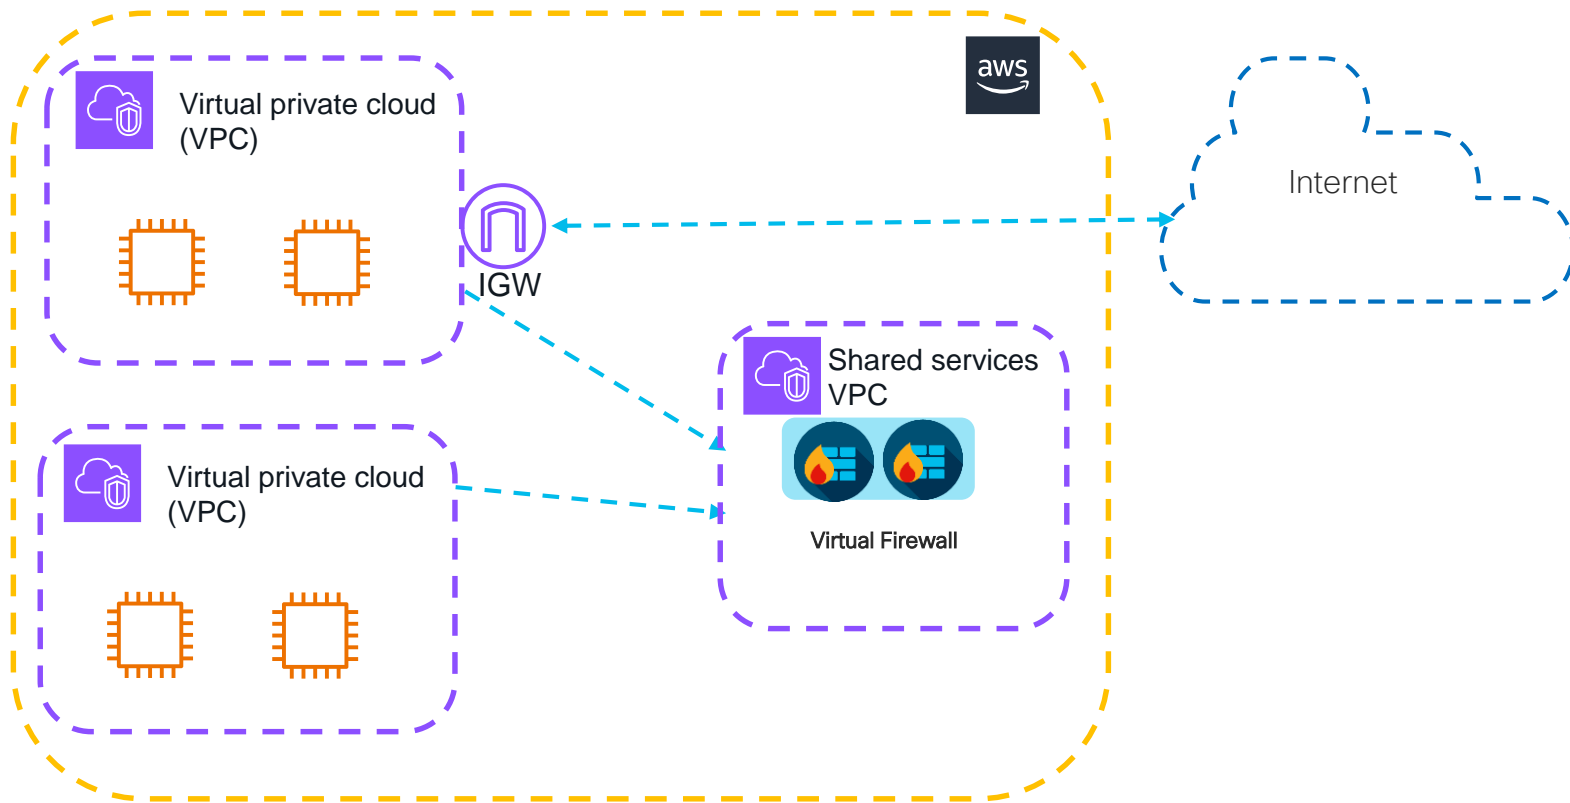 Virtual private cloud
(VPC)
aws
Internet
IGW
Shared services
VPC
Virtual Firewall
Virtual private cloud
(VPC)